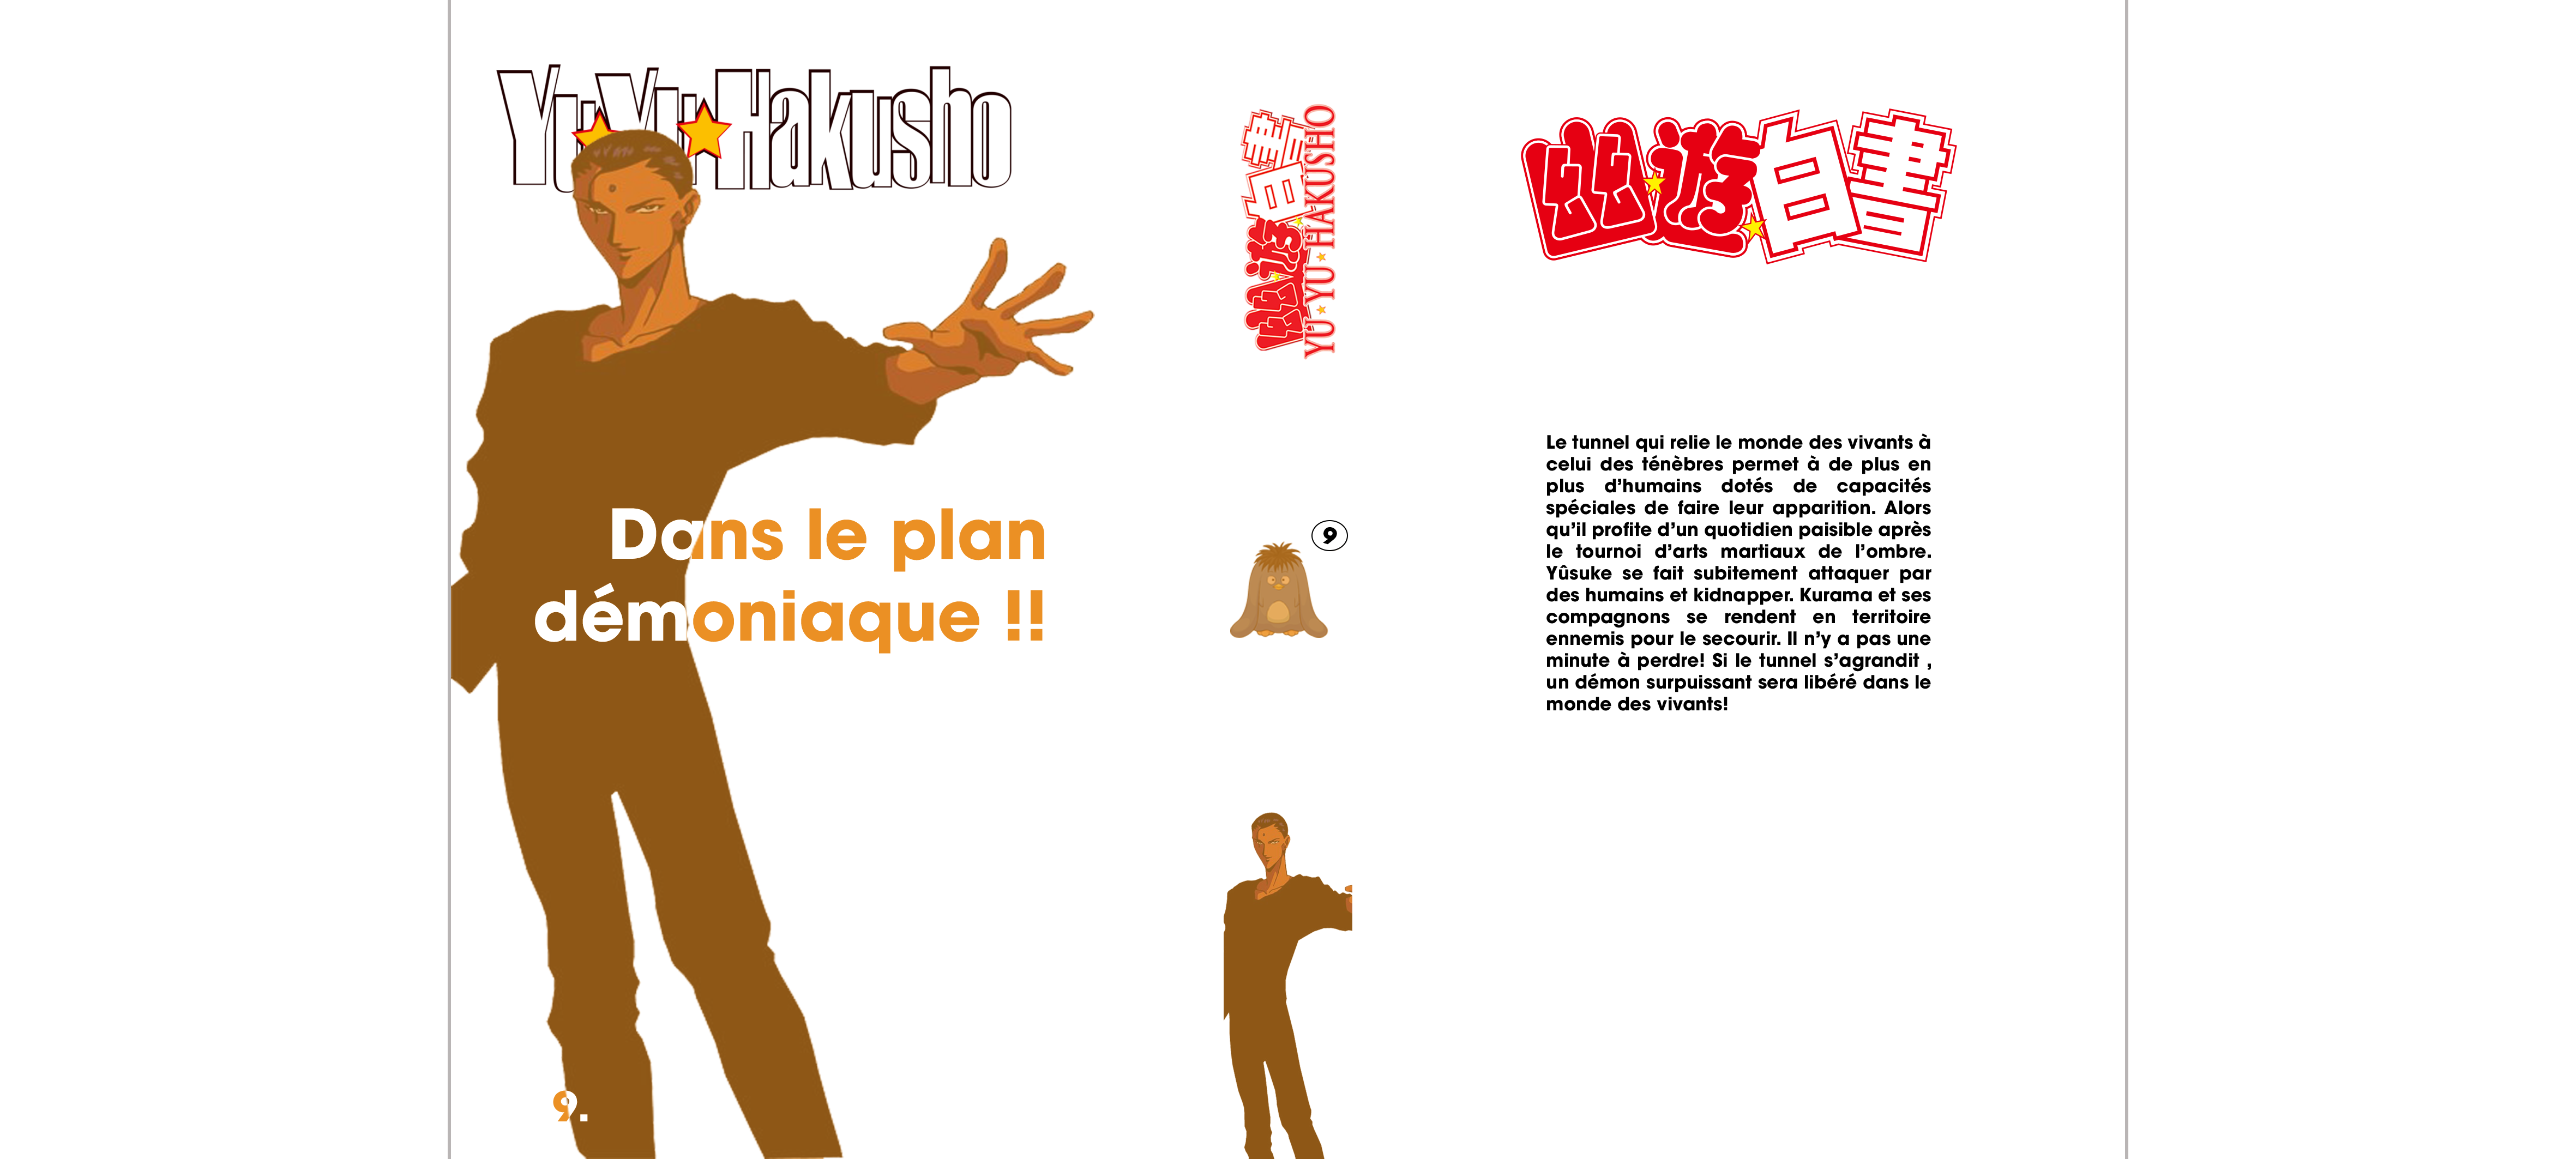 Yu Yu Hakusho
Dans le plan
démoniaque !!
9.
幽遊白書
YU YU HAKUSHO
9
幽遊白書
Le tunnel qui relie le monde des vivants à
celui des ténèbres permet à de plus en
plus d’humains dotés de capacités
spéciales de faire leur apparition. Alors
qu’il profite d’un quotidien paisible après
le tournoi d’arts martiaux de l’ombre.
Yûsuke se fait subitement attaquer par
des humains et kidnapper. Kurama et ses
compagnons se rendent en territoire
ennemis pour le secourir. Il n’y a pas une
minute à perdre! Si le tunnel s’agrandit ,
un démon surpuissant sera libéré dans le
monde des vivants!